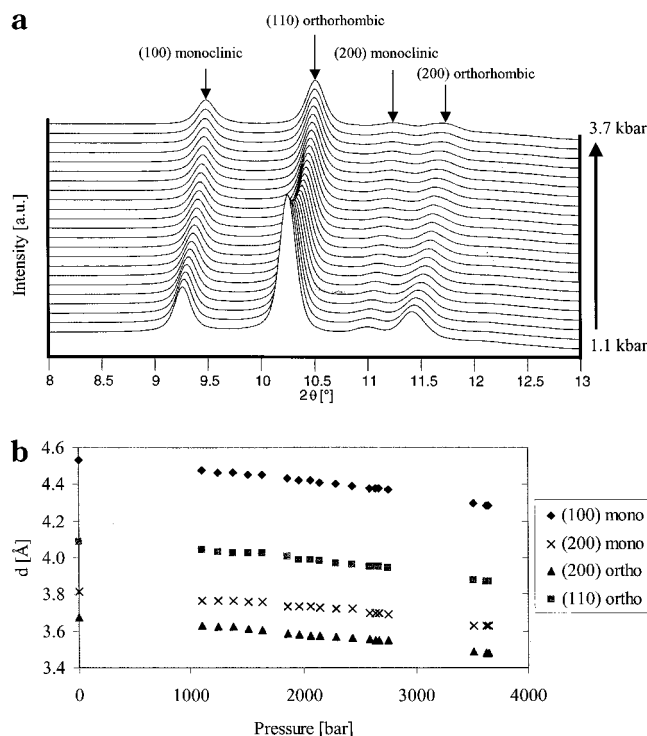 a
(110) orthorhombic
(100) monoclinic
(200) monoclinic
(200) orthorhombic
3.7 kbar
Intensity [a.u.]
1.1 kbar
8 8.5 9 9.5 10 10.5 11 11.5 12 12.5 13
2θ[°]
b
4.6
4.4
4.2
4.0
3.8
3.6
3.4
d [Å]
0 1000 2000 3000 4000
Pressure [bar]
(100) mono
(200) mono
(200) ortho
(110) ortho